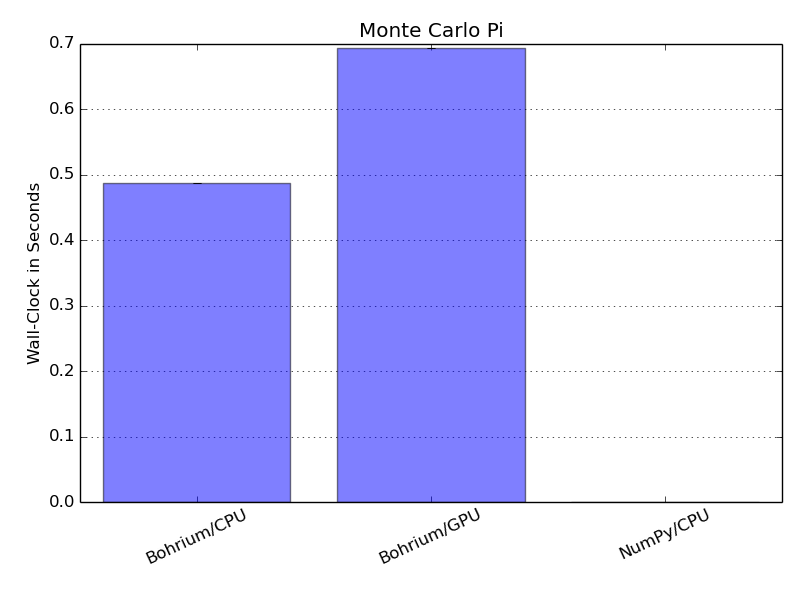 Monte Carlo Pi
Wall-Clock in Seconds
0.7
0.6
0.5
0.4
0.3
0.2
0.1
0.0
Bohrium/CPU
Bohrium/GPU
NumPy/CPU